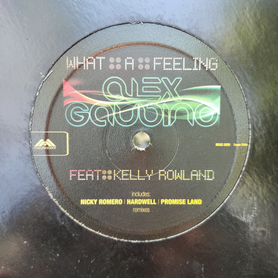 WHAT A FEELING
ALEX
GAUDINO
FEAT KELLY ROWLAND
includes:
NICKY ROMERO | HARDWELL | PROMISE LAND
remixes